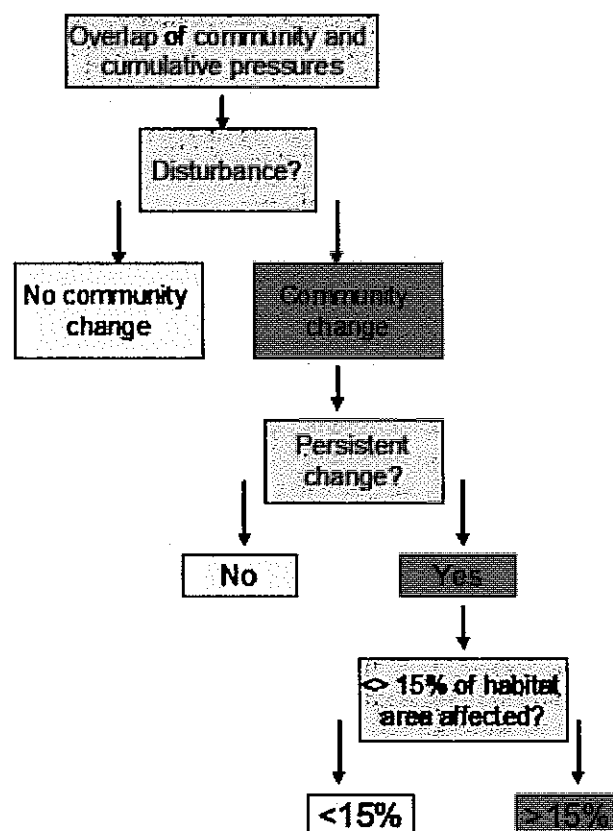 Overlap of community and
cumulative pressures
Disturbance?
No community
change
Community
change
Persistent
change?
No
Yes
<> 15% of habitat
area affected?
<15%
>15%